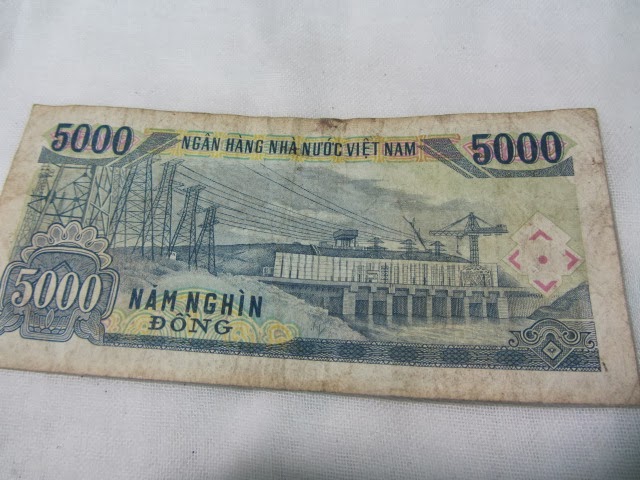 5000 NGÂN HÀNG NHÀ NƯỚC VIỆT NAM 5000
5000
NĂM NGHÌN
ĐỒNG